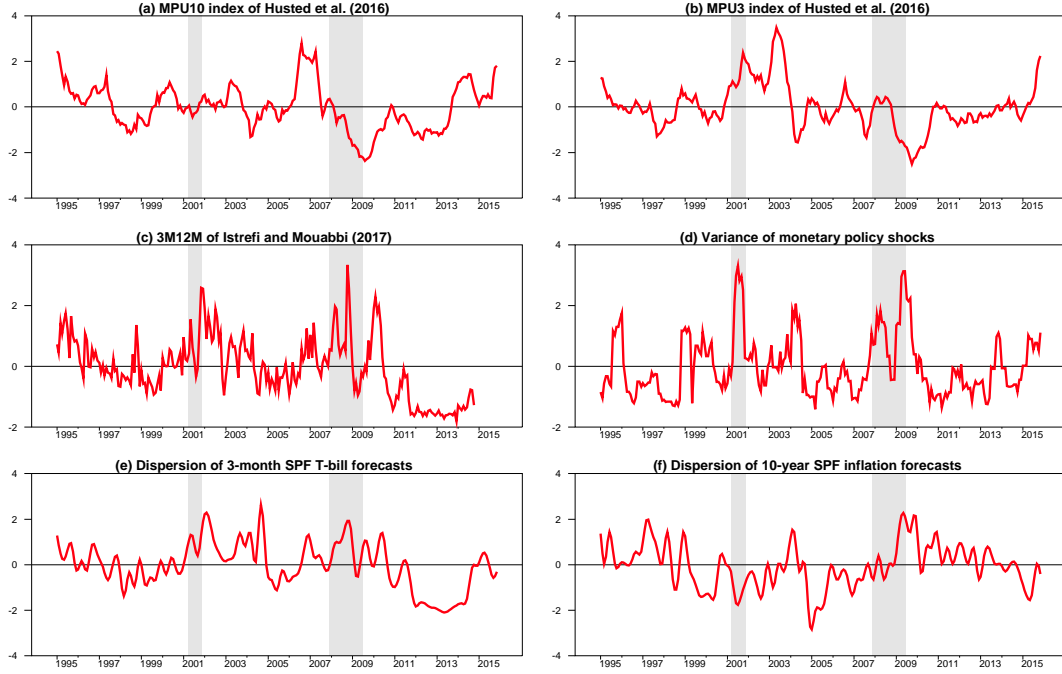 (a) MPU10 index of Husted et al. (2016)
4
2
0
-2
-4
1995 1997 1999 2001 2003 2005 2007 2009 2011 2013 2015
(b) MPU3 index of Husted et al. (2016)
4
2
0
-2
-4
1995 1997 1999 2001 2003 2005 2007 2009 2011 2013 2015
(c) 3M12M of Istrefi and Mouabbi (2017)
4
2
0
-2
1995 1997 1999 2001 2003 2005 2007 2009 2011 2013 2015
(d) Variance of monetary policy shocks
4
2
0
-2
1995 1997 1999 2001 2003 2005 2007 2009 2011 2013 2015
(e) Dispersion of 3-month SPF T-bill forecasts
4
2
0
-2
-4
1995 1997 1999 2001 2003 2005 2007 2009 2011 2013 2015
(f) Dispersion of 10-year SPF inflation forecasts
4
2
0
-2
-4
1995 1997 1999 2001 2003 2005 2007 2009 2011 2013 2015